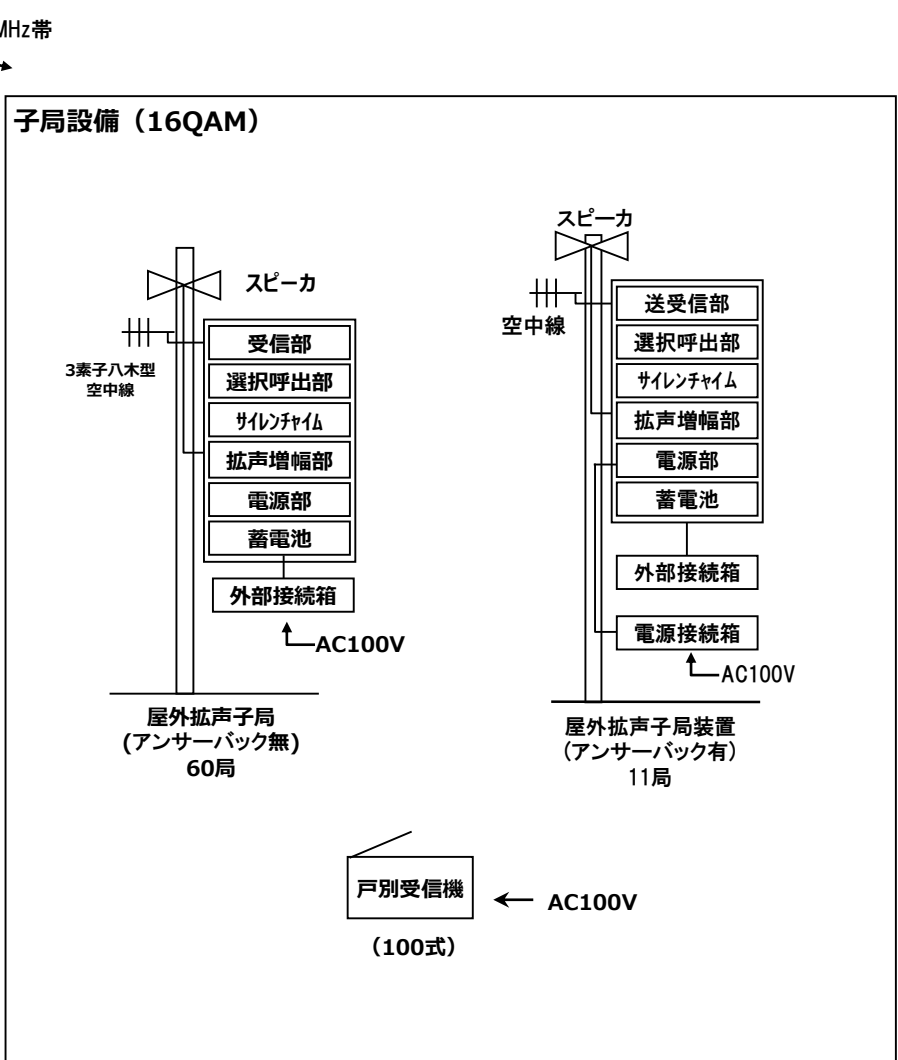 MHz帯
子局設備（16QAM）
スピーカ
3素子八木型
空中線
受信部
選択呼出部
ｻｲﾚﾝﾁｬｲﾑ
拡声増幅部
電源部
蓄電池
外部接続箱
AC100V
屋外拡声子局
(アンサーバック無)
60局
スピーカ
空中線
送受信部
選択呼出部
ｻｲﾚﾝﾁｬｲﾑ
拡声増幅部
電源部
蓄電池
外部接続箱
電源接続箱
AC100V
屋外拡声子局装置
（アンサーバック有）
11局
戸別受信機
AC100V
（100式）